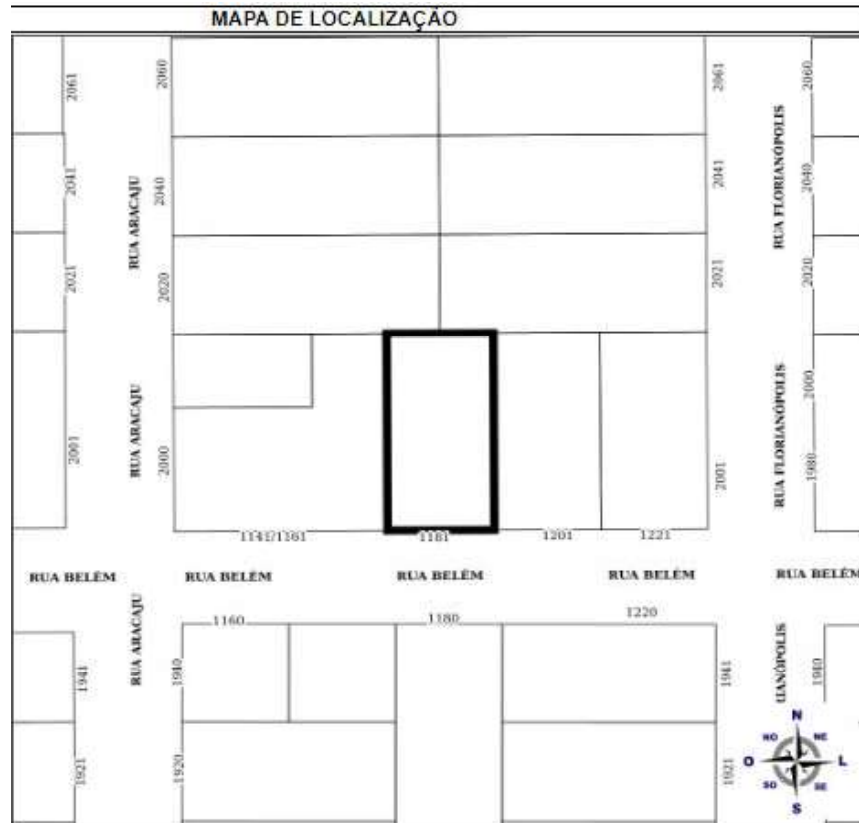 MAPA DE LOCALIZAÇÃO
2061
2060
2061
2060
2041
2040
2041
2040
RUA ARACAJU
RUA FLORIANÓPOLIS
2021
2020
2021
2020
2001
RUA ARACAJU
2000
2001
RUA FLORIANÓPOLIS
2000
1980
1141/1161
1181
1201
1221
RUA BELÉM
RUA BELÉM
RUA BELÉM
RUA BELÉM
RUA BELÉM
1160
1180
1220
1941
RUA ARACAJU
1940
1941
IANÓPOLIS
1940
1921
1920
1921
N
NO
NE
O
L
SO
SE
S